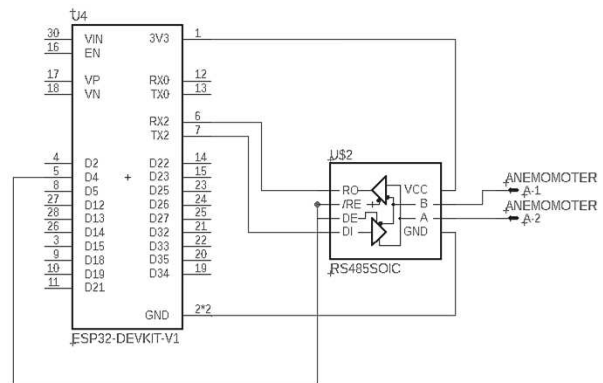 U4
30 VIN 3V3 1
16 EN
17 VP RX0 12
18 VN TX0 13
RX2 6
TX2 7
4 D2 D22 14
5 D4 + D23 15
8 D5 D25 23
27 D12 D26 24
28 D13 D27 25
26 D14 D32 21
3 D15 D33 22
9 D18 D35 20
10 D19 D34 19
11 D21
GND 2*2
ESP32-DEVKIT-V1
U$2
RO VCC
/RE B
DE A
DI GND
RS485SOIC
ANEMOMOTER
A-1
ANEMOMOTER
A-2